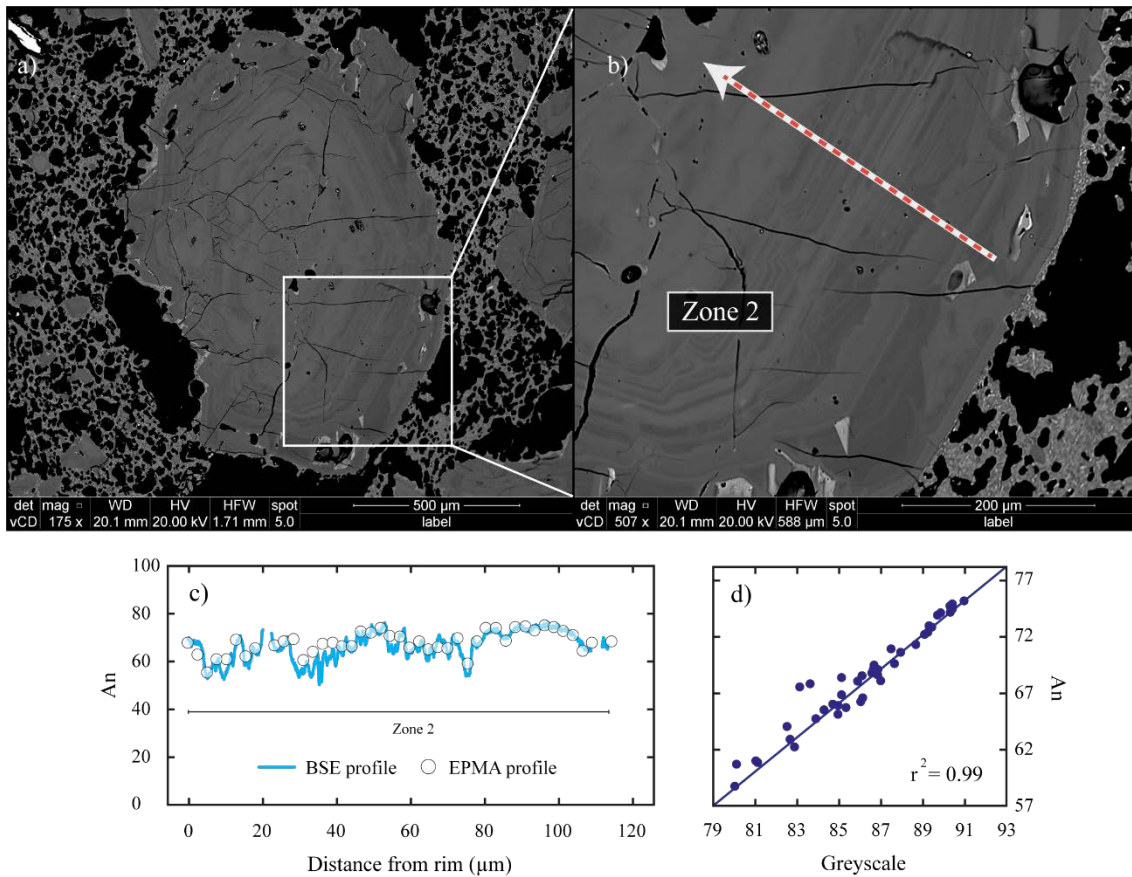 a)
det mag □ WD HV HFW spot
vCD 175 x 20.1 mm 20.00 kV 1.71 mm 5.0
500 µm
label
b)
Zone 2
det mag □ WD HV HFW spot
vCD 507 x 20.1 mm 20.00 kV 588 µm 5.0
200 µm
label
c)
An
100
80
60
40
20
0
Zone 2
BSE profile
EPMA profile
0 20 40 60 80 100 120
Distance from rim (µm)
d)
77
72
67
62
57
An
r² = 0.99
79 81 83 85 87 89 91 93
Greyscale